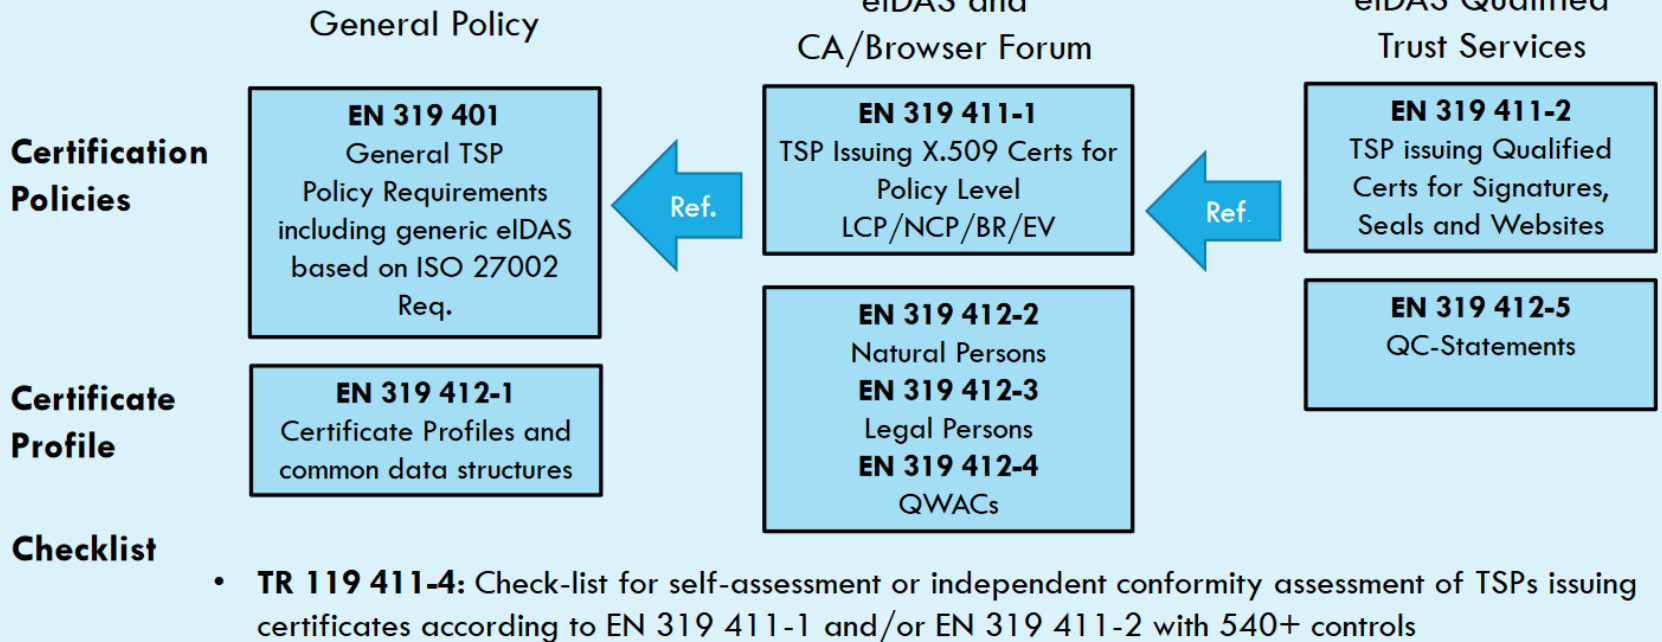 General Policy
eIDAS and
CA/Browser Forum
eIDAS Qualified
Trust Services
Certification
Policies
EN 319 401
General TSP
Policy Requirements
including generic eIDAS
based on ISO 27002
Req.
Ref.
EN 319 411-1
TSP Issuing X.509 Certs for
Policy Level
LCP/NCP/BR/EV
Ref.
EN 319 411-2
TSP issuing Qualified
Certs for Signatures,
Seals and Websites
Certificate
Profile
EN 319 412-1
Certificate Profiles and
common data structures
EN 319 412-2
Natural Persons
EN 319 412-3
Legal Persons
EN 319 412-4
QWACs
EN 319 412-5
QC-Statements
Checklist
• TR 119 411-4: Check-list for self-assessment or independent conformity assessment of TSPs issuing
certificates according to EN 319 411-1 and/or EN 319 411-2 with 540+ controls